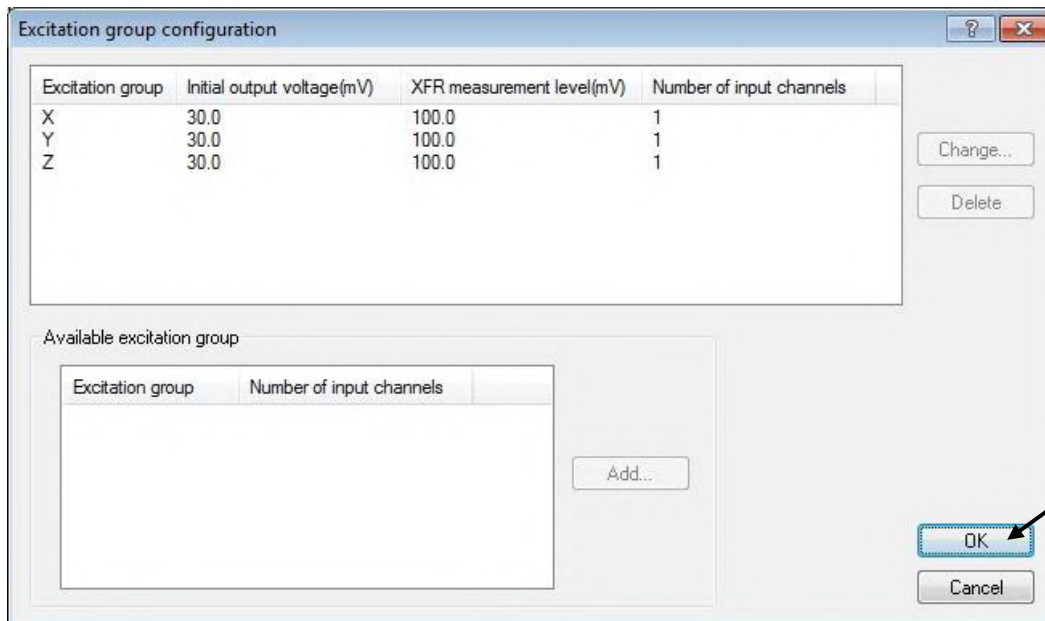 Excitation group configuration
Excitation group Initial output voltage(mV) XFR measurement level(mV) Number of input channels
X 30.0 100.0 1
Y 30.0 100.0 1
Z 30.0 100.0 1
Change...
Delete
Available excitation group
Excitation group Number of input channels
Add...
OK
Cancel